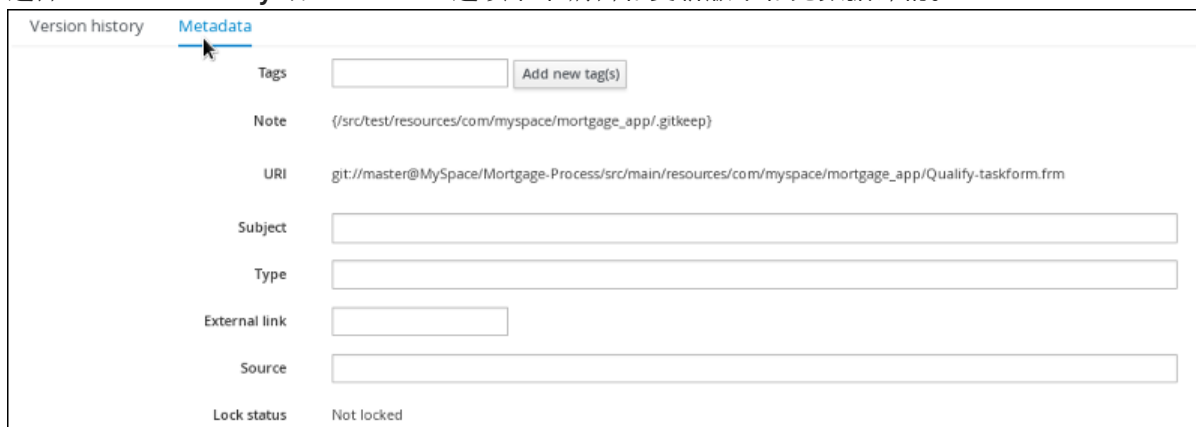 Version history Metadata
Tags Add new tag(s)
Note {/src/test/resources/com/myspace/mortgage_app/.gitkeep}
URI git://master@MySpace/Mortgage-Process/src/main/resources/com/myspace/mortgage_app/Qualify-taskform.frm
Subject
Type
External link
Source
Lock status Not locked